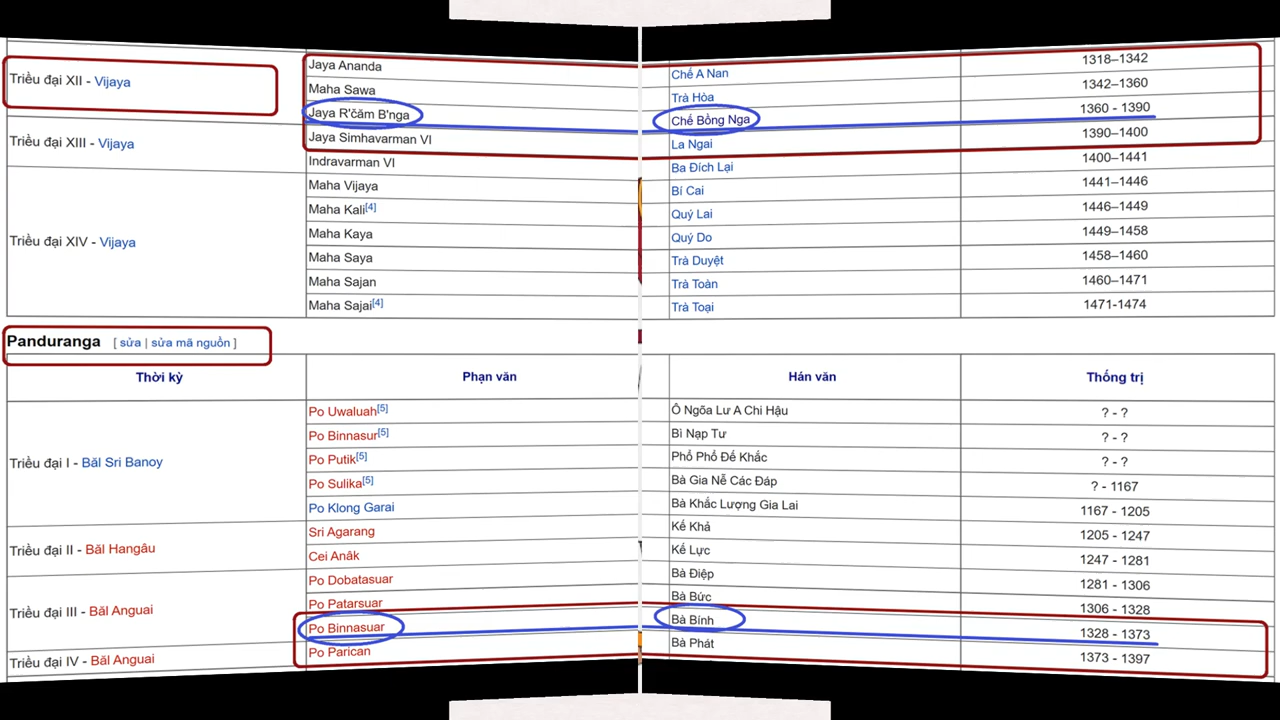 Triều đại XII - Vijaya
Jaya Ananda Chế A Nan 1318–1342
Maha Sawa Trà Hòa 1342–1360
Jaya R'čăm B'nga Chế Bồng Nga 1360 - 1390
Triều đại XIII - Vijaya
Jaya Simhavarman VI La Ngai 1390–1400
Indravarman VI Ba Đích Lại 1400–1441
Triều đại XIV - Vijaya
Maha Vijaya Bí Cai 1441–1446
Maha Kali[4] Quý Lai 1446–1449
Maha Kaya Quý Do 1449–1458
Maha Saya Trà Duyệt 1458–1460
Maha Sajan Trà Toàn 1460–1471
Maha Sajai[4] Trà Toại 1471-1474
Panduranga [ sửa | sửa mã nguồn ]
Thời kỳ Phạn văn Hán văn Thống trị
Triều đại I - Băl Sri Banoy
Po Uwaluah[5] Ô Ngõa Lư A Chi Hậu ? - ?
Po Binnasur[5] Bì Nạp Tư ? - ?
Po Putik[5] Phổ Phố Đế Khắc ? - ?
Po Sulika[5] Bà Gia Nễ Các Đáp ? - 1167
Po Klong Garai Bà Khắc Lượng Gia Lai 1167 - 1205
Triều đại II - Băl Hangâu
Sri Agarang Kế Khả 1205 - 1247
Cei Anâk Kế Lực 1247 - 1281
Triều đại III - Băl Anguai
Po Dobatasuar Bà Điệp 1281 - 1306
Po Patarsuar Bà Bức 1306 - 1328
Po Binnasuar Bà Bính 1328 - 1373
Triều đại IV - Băl Anguai
Po Parican Bà Phát 1373 - 1397